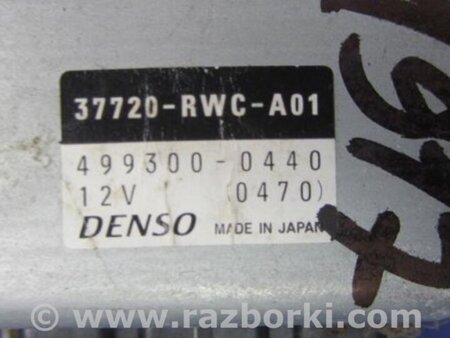 37720-RWC-A01
499300-0440
12V (0470)
DENSO MADE IN JAPAN
www.razborki.com